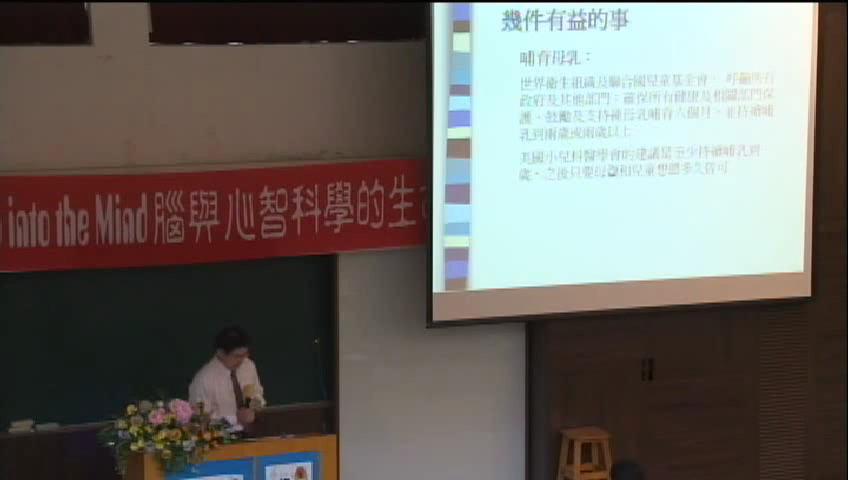 幾件有益的事
哺育母乳：
世界衛生組織及聯合國兒童基金會，呼籲所有
政府及其他部門：確保所有健康及相關部門保
護、鼓勵及支持純母乳哺育六個月，並持續哺
乳到兩歲或兩歲以上
美國小兒科醫學會的建議是至少持續哺乳到
歲，之後只要母親和兒童想餵多久皆可
into the Mind 腦與心智科學的生